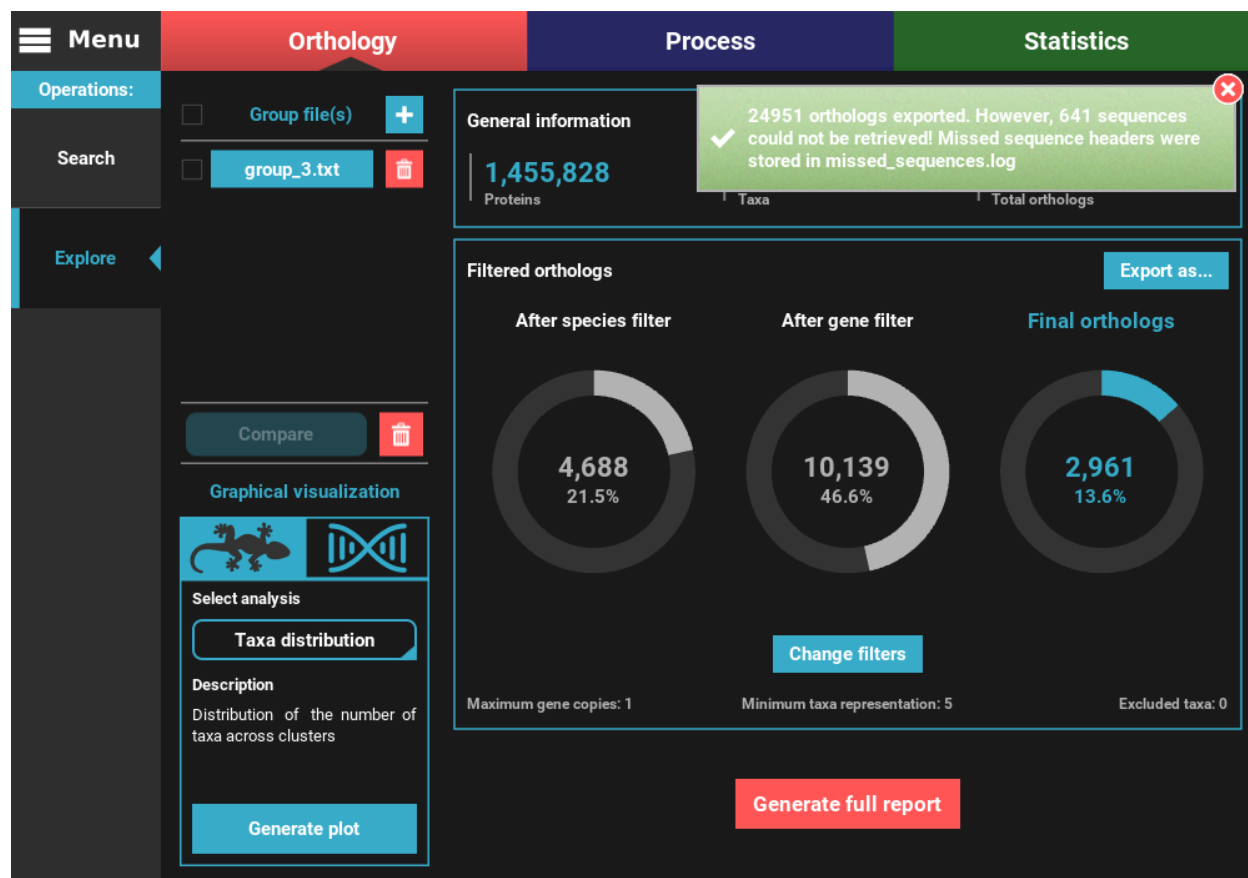 Menu
Orthology
Process
Statistics
Operations:
Search
Explore
Group file(s)
+
group_3.txt
Compare
Graphical visualization
Select analysis
Taxa distribution
Description
Distribution of the number of
taxa across clusters
Generate plot
General information
1,455,828
Proteins
Taxa
Total orthologs
24951 orthologs exported. However, 641 sequences
could not be retrieved! Missed sequence headers were
stored in missed_sequences.log
Filtered orthologs
Export as...
After species filter
After gene filter
Final orthologs
4,688
21.5%
10,139
46.6%
2,961
13.6%
Change filters
Maximum gene copies: 1
Minimum taxa representation: 5
Excluded taxa: 0
Generate full report